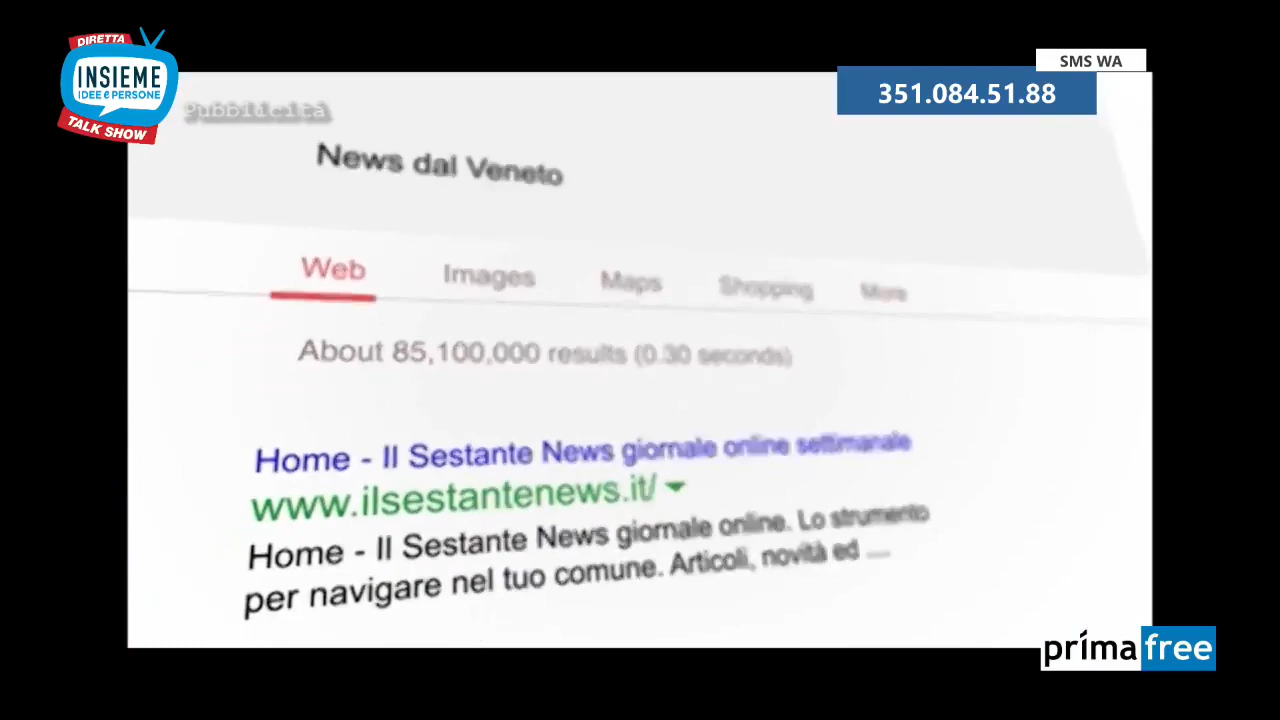 DIRETTA
INSIEME
IDEE e PERSONE
TALK SHOW
Pubblicità
SMS WA
351.084.51.88
News dal Veneto
Web Images Maps Shopping More
About 85,100,000 results (0.30 seconds)
Home - Il Sestante News giornale online settimanale
www.ilsestantenews.it/
Home - Il Sestante News giornale online. Lo strumento
per navigare nel tuo comune. Articoli, novità ed ....
prima free